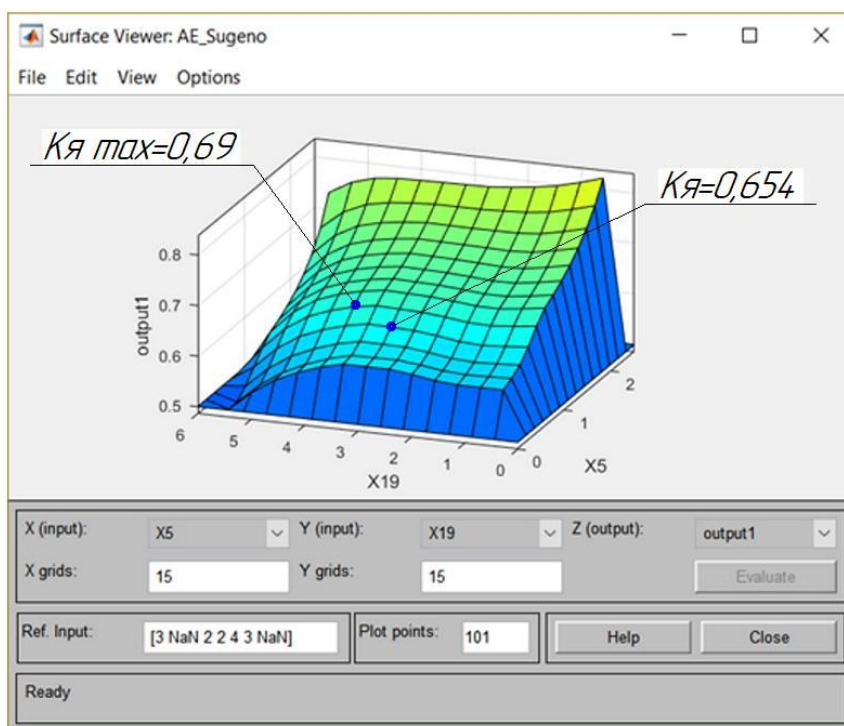 Surface Viewer: AE_Sugeno
File Edit View Options
Kя max=0,69
Kя=0,654
0.8
0.7
0.6
0.5
output1
6
5
4
3
2
1
0
X19
0
1
2
X5
X (input): X5 Y (input): X19 Z (output): output1
X grids: 15 Y grids: 15 Evaluate
Ref. Input: [3 NaN 2 2 4 3 NaN] Plot points: 101 Help Close
Ready